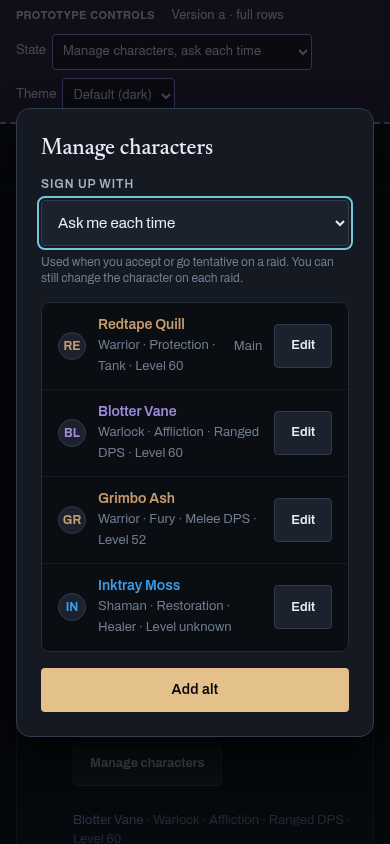 PROTOTYPE CONTROLS Version a · full rows
State Manage characters, ask each time
Theme Default (dark)
Manage characters
SIGN UP WITH
Ask me each time
Used when you accept or go tentative on a raid. You can
still change the character on each raid.
RE
Redtape Quill
Warrior · Protection ·
Tank · Level 60
Main
Edit
BL
Blotter Vane
Warlock · Affliction · Ranged
DPS · Level 60
Edit
GR
Grimbo Ash
Warrior · Fury · Melee DPS ·
Level 52
Edit
IN
Inktray Moss
Shaman · Restoration ·
Healer · Level unknown
Edit
Add alt
Manage characters
Blotter Vane · Warlock · Affliction · Ranged DPS ·
Level 60